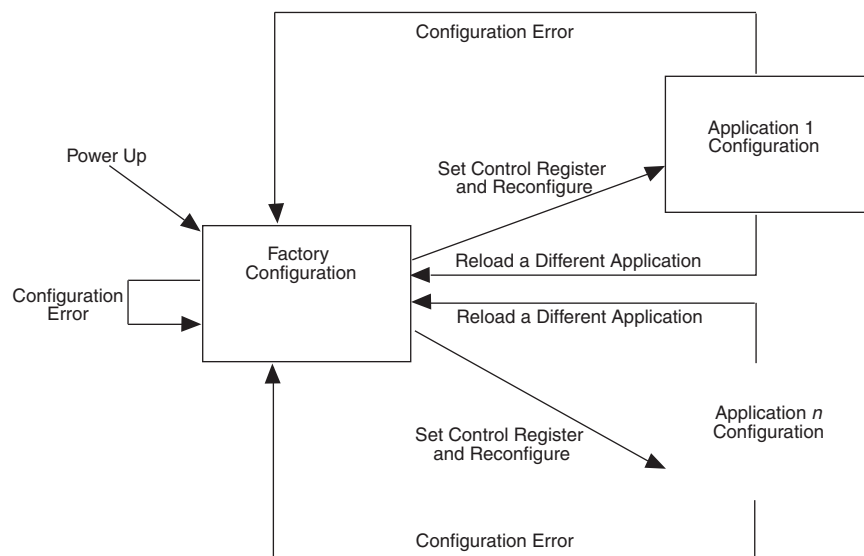 Configuration Error
Application 1
Configuration
Power Up
Set Control Register
and Reconfigure
Factory
Configuration
Reload a Different Application
Configuration
Error
Reload a Different Application
Application n
Configuration
Set Control Register
and Reconfigure
Configuration Error